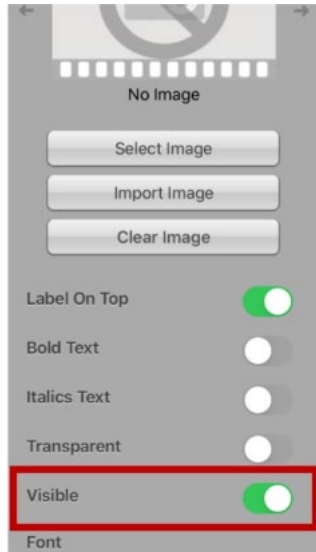 No Image
Select Image
Import Image
Clear Image
Label On Top
Bold Text
Italics Text
Transparent
Visible
Font